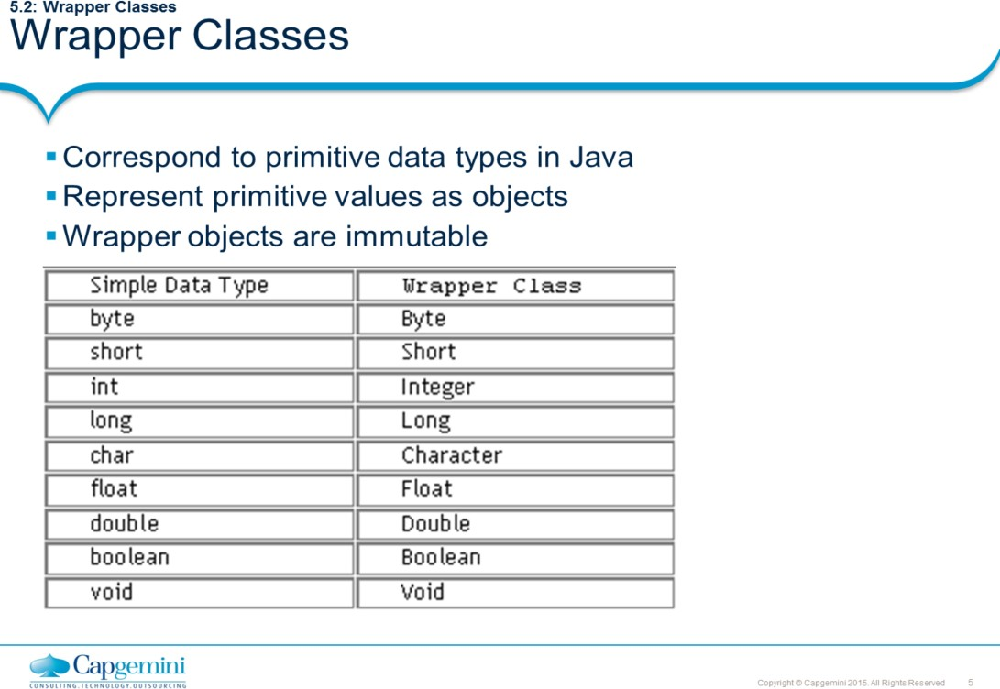 5.2: Wrapper Classes
Wrapper Classes
▪ Correspond to primitive data types in Java
▪ Represent primitive values as objects
▪ Wrapper objects are immutable
Simple Data Type Wrapper Class
byte Byte
short Short
int Integer
long Long
char Character
float Float
double Double
boolean Boolean
void Void
Capgemini
CONSULTING.TECHNOLOGY.OUTSOURCING
Copyright © Capgemini 2015. All Rights Reserved 5